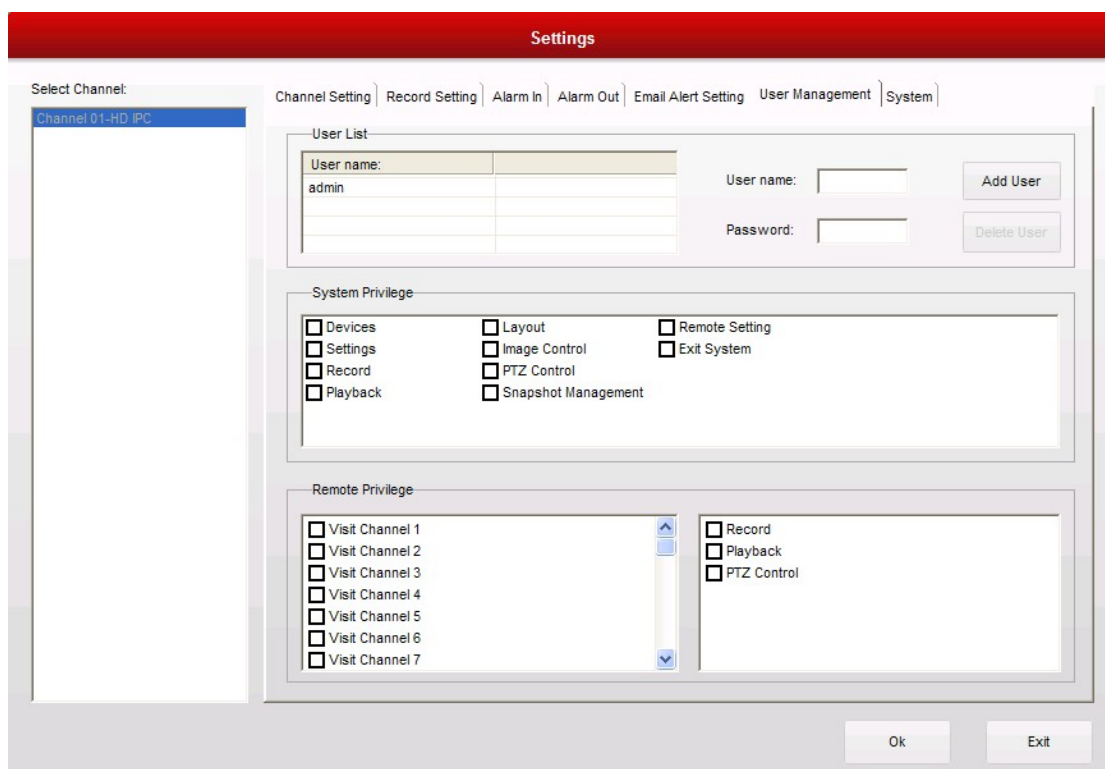 Settings
Select Channel:
Channel 01-HD IPC
Channel Setting Record Setting Alarm In Alarm Out Email Alert Setting User Management System
User List
User name:
admin
User name:
Add User
Password:
Delete User
System Privilege
Devices Layout Remote Setting
Settings Image Control Exit System
Record PTZ Control
Playback Snapshot Management
Remote Privilege
Visit Channel 1
Visit Channel 2
Visit Channel 3
Visit Channel 4
Visit Channel 5
Visit Channel 6
Visit Channel 7
Record
Playback
PTZ Control
Ok Exit